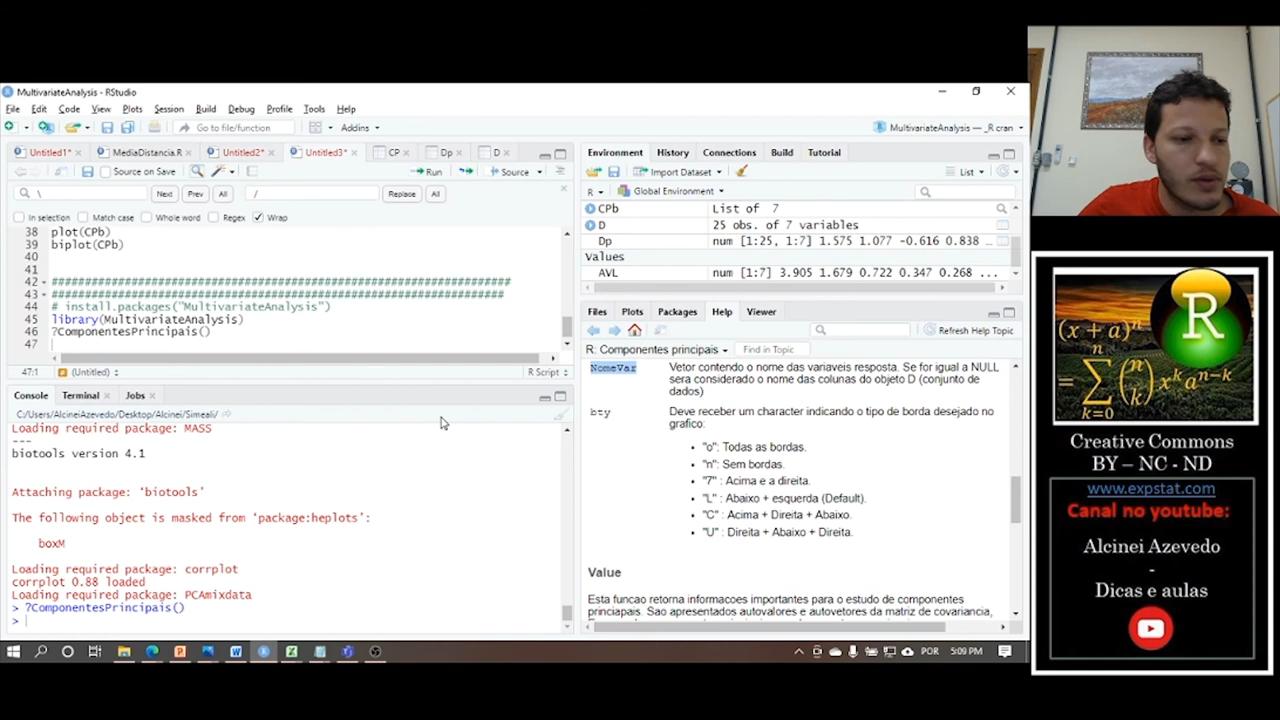 MultivariateAnalysis - RStudio
File Edit Code View Plots Session Build Debug Profile Tools Help
Go to file/function Addins MultivariateAnalysis — _R cran
Untitled1* MediaDistancia.R Untitled2* Untitled3* CP Dp D
Source on Save Run Source
\ Next Prev All / Replace All
In selection Match case Whole word Regex Wrap
38 plot(CPb)
39 biplot(CPb)
40
41
42 ################################################################
43 ###############################################################
44 # install.packages("MultivariateAnalysis")
45 library(MultivariateAnalysis)
46 ?ComponentesPrincipais()
47
47:1 (Untitled) R Script
Console Terminal Jobs
C:/Users/AlcineiAzevedo/Desktop/Alcinei/Simeali/
Loading required package: MASS
---
biotools version 4.1
Attaching package: ‘biotools’
The following object is masked from ‘package:heplots’:
boxM
Loading required package: corrplot
corrplot 0.88 loaded
Loading required package: PCAmixdata
> ?ComponentesPrincipais()
>
Environment History Connections Build Tutorial
Import Dataset List
R Global Environment
CPb List of 7
D 25 obs. of 7 variables
Dp num [1:25, 1:7] 1.575 1.077 -0.616 0.838 ...
Values
AVL num [1:7] 3.905 1.679 0.722 0.347 0.268 ...
Files Plots Packages Help Viewer
Refresh Help Topic
R: Componentes principais Find in Topic
NomeVar Vetor contendo o nome das variaveis resposta. Se for igual a NULL
sera considerado o nome das colunas do objeto D (conjunto de
dados)
bty Deve receber um character indicando o tipo de borda desejado no
grafico:
• "o": Todas as bordas.
• "n": Sem bordas.
• "7" : Acima e a direita.
• "L" : Abaixo + esquerda (Default).
• "C" : Acima + Direita + Abaixo.
• "U" : Direita + Abaixo + Direita.
Value
Esta funcao retorna informacoes importantes para o estudo de componentes
princiapais. Sao apresentados autovalores e autovetores da matriz de covariancia,
POR 5:09 PM
(x + a)^n
= ∑ n k=0 (n k) x^k a^{n−k}
R
Creative Commons
BY – NC - ND
www.expstat.com
Canal no youtube:
Alcinei Azevedo
-
Dicas e aulas